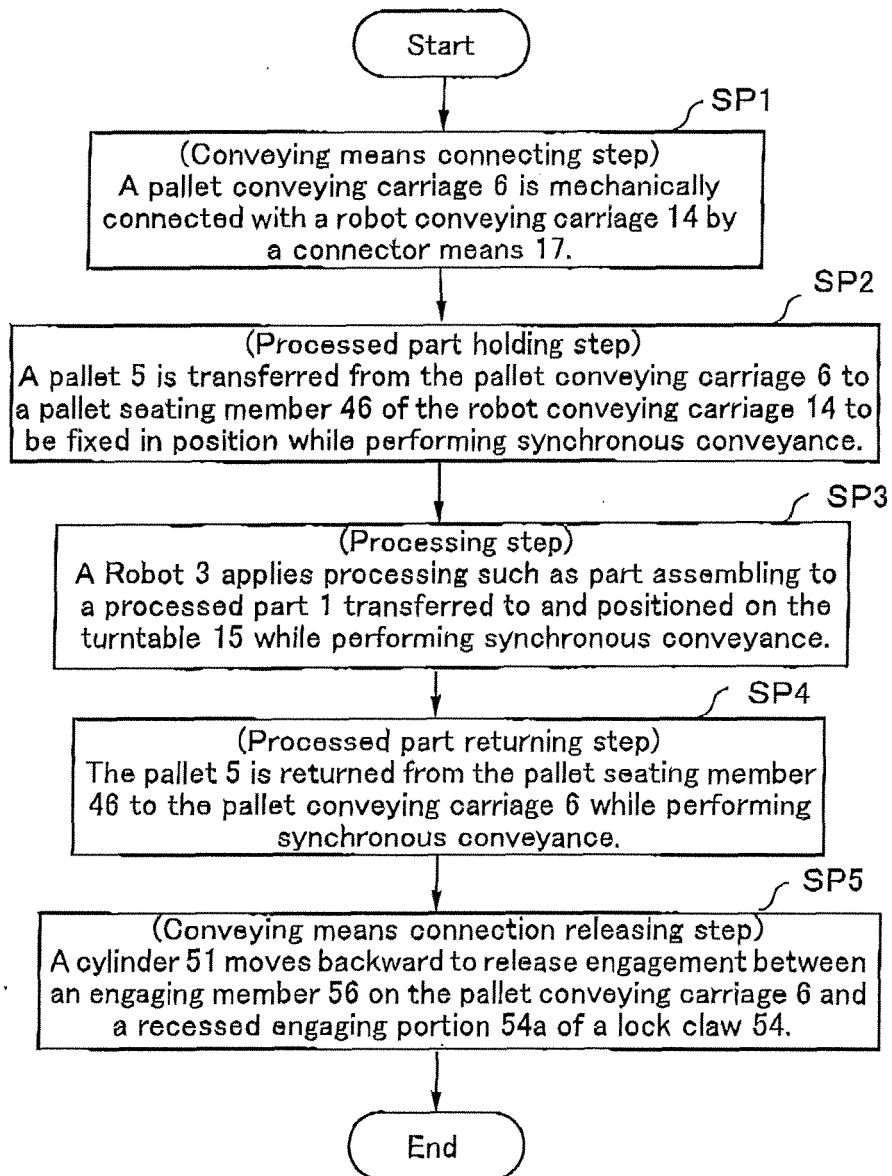 Start
SP1
(Conveying means connecting step)
A pallet conveying carriage 6 is mechanically
connected with a robot conveying carriage 14 by
a connector means 17.
SP2
(Processed part holding step)
A pallet 5 is transferred from the pallet conveying carriage 6 to
a pallet seating member 46 of the robot conveying carriage 14 to
be fixed in position while performing synchronous conveyance.
SP3
(Processing step)
A Robot 3 applies processing such as part assembling to
a processed part 1 transferred to and positioned on the
turntable 15 while performing synchronous conveyance.
SP4
(Processed part returning step)
The pallet 5 is returned from the pallet seating member
46 to the pallet conveying carriage 6 while performing
synchronous conveyance.
SP5
(Conveying means connection releasing step)
A cylinder 51 moves backward to release engagement between
an engaging member 56 on the pallet conveying carriage 6 and
a recessed engaging portion 54a of a lock claw 54.
End